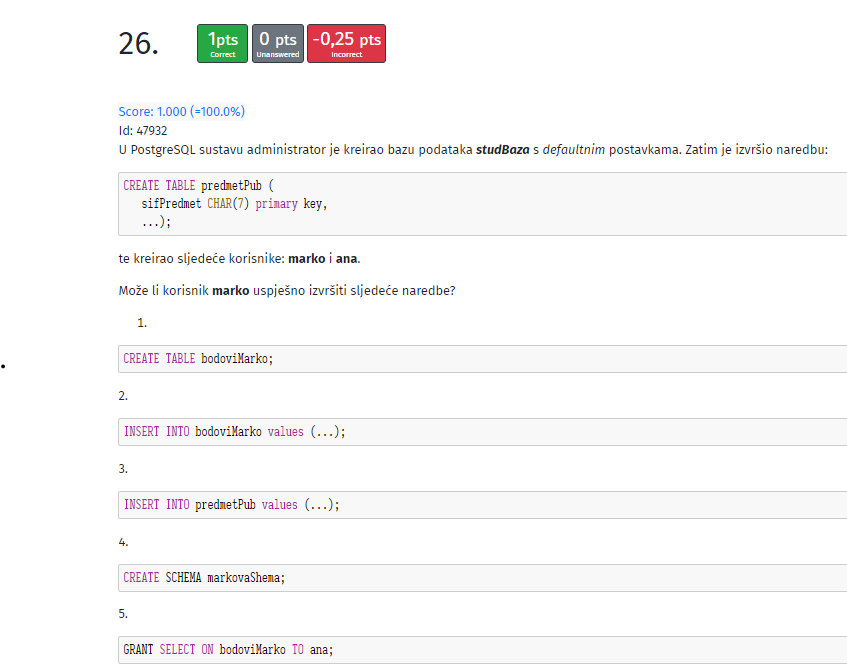 26.
1pts
Correct
0 pts
Unanswered
-0,25 pts
Incorrect
Score: 1.000 (=100.0%)
Id: 47932
U PostgreSQL sustavu administrator je kreirao bazu podataka studBaza s defaultnim postavkama. Zatim je izvršio naredbu:
CREATE TABLE predmetPub (
sifPredmet CHAR(7) primary key,
...);
te kreirao sljedeće korisnike: marko i ana.
Može li korisnik marko uspješno izvršiti sljedeće naredbe?
1.
CREATE TABLE bodoviMarko;
2.
INSERT INTO bodoviMarko values (...);
3.
INSERT INTO predmetPub values (...);
4.
CREATE SCHEMA markovaShema;
5.
GRANT SELECT ON bodoviMarko TO ana;